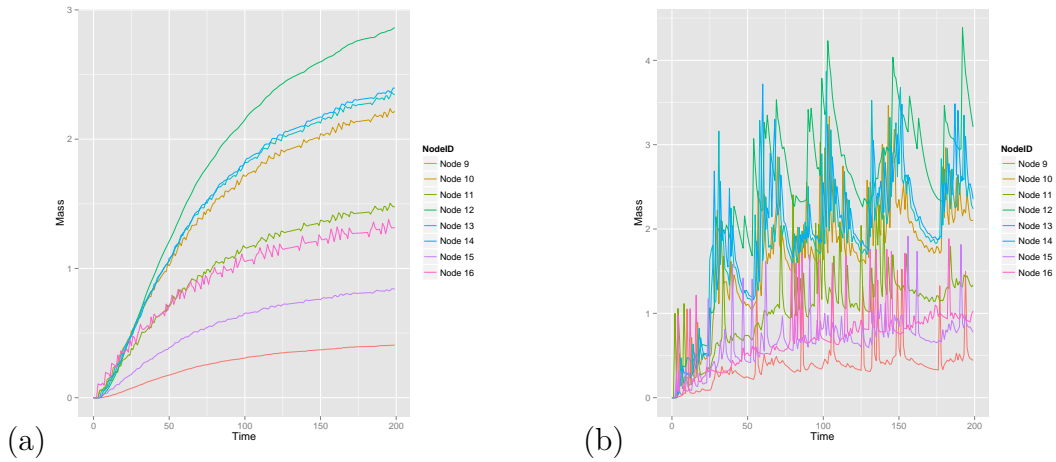 3
2
1
0
Mass
0
50
100
150
200
Time
NodeID
Node 9
Node 10
Node 11
Node 12
Node 13
Node 14
Node 15
Node 16
(a)
4
3
2
1
0
Mass
0
50
100
150
200
Time
NodeID
Node 9
Node 10
Node 11
Node 12
Node 13
Node 14
Node 15
Node 16
(b)